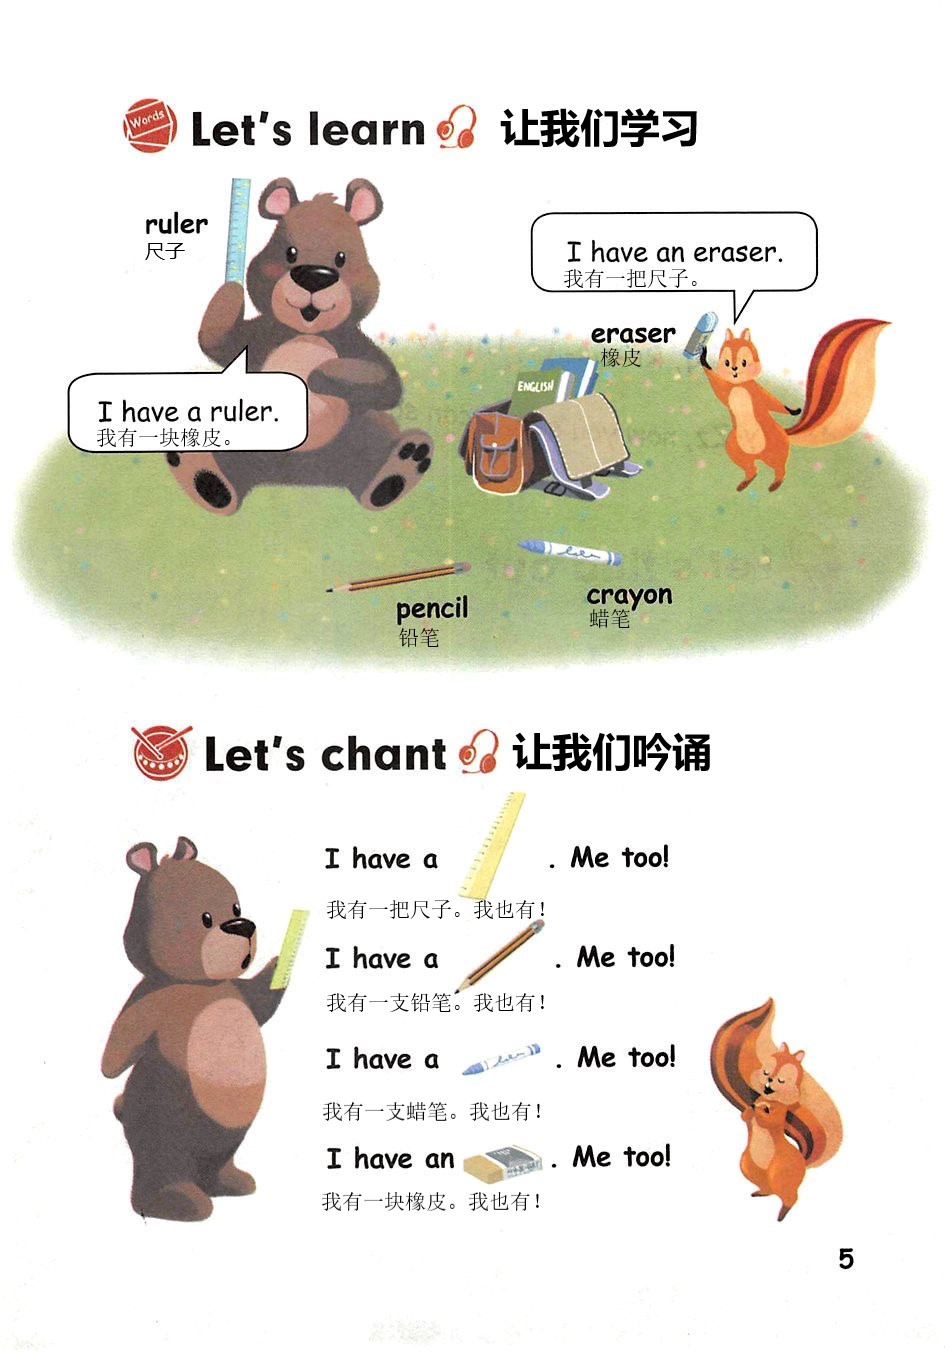 Words
Let's learn 让我们学习
ruler
尺子
I have an eraser.
我有一把尺子。
eraser
橡皮
ENGLISH
I have a ruler.
我有一块橡皮。
pencil
铅笔
crayon
蜡笔
Let's chant 让我们吟诵
I have a . Me too!
我有一把尺子。我也有!
I have a . Me too!
我有一支铅笔。我也有!
I have a . Me too!
我有一支蜡笔。我也有!
I have an . Me too!
我有一块橡皮。我也有!
5